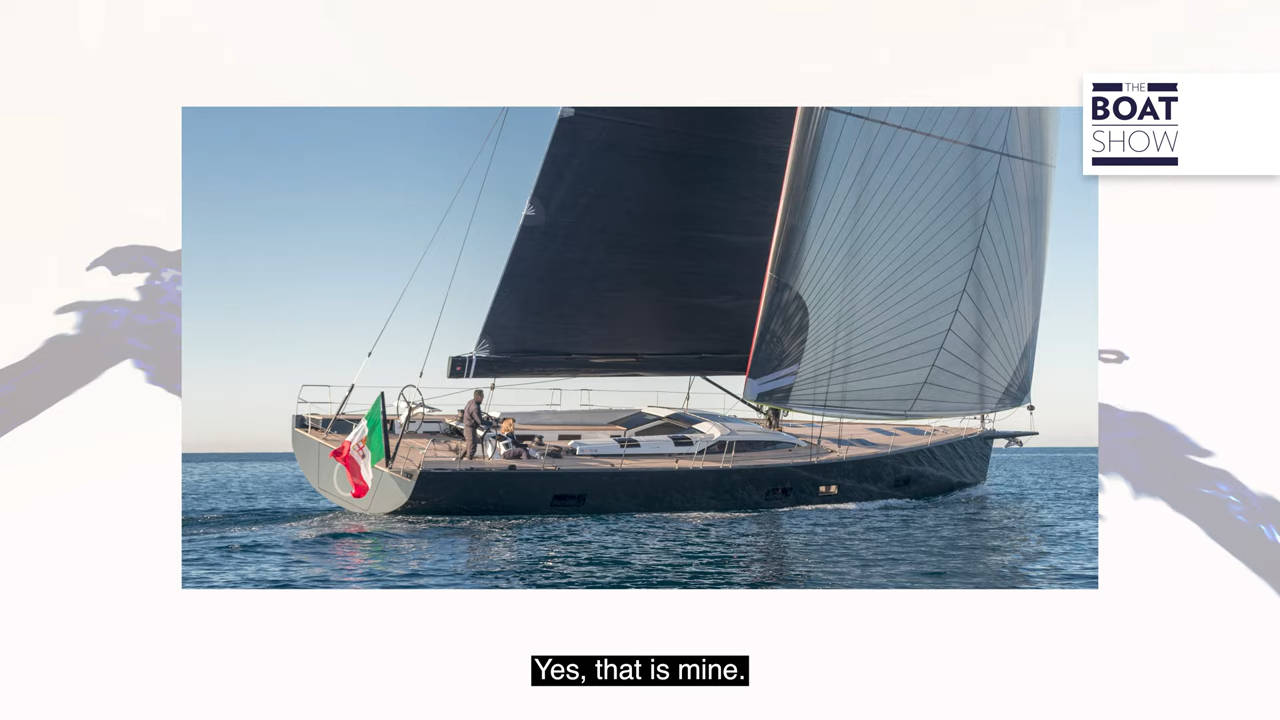 THE
BOAT
SHOW
Yes, that is mine.